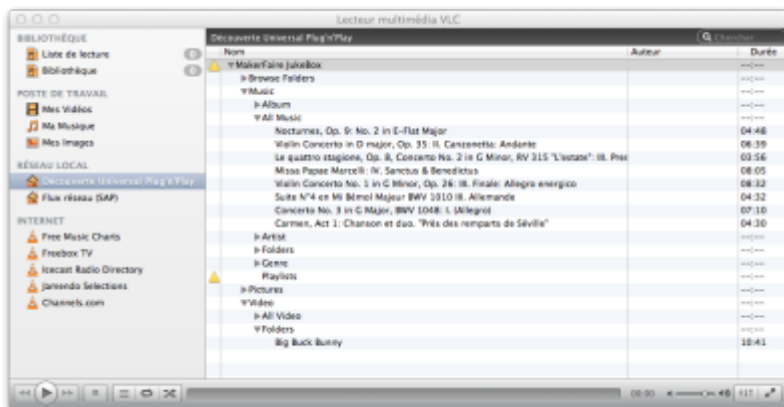 Lecteur multimédia VLC
BIBLIOTHÈQUE
Liste de lecture 0
Bibliothèque 0
POSTE DE TRAVAIL
Mes Vidéos
Ma Musique
Mes Images
RÉSEAU LOCAL
Découverte Universal Plug'n'Play
Flux réseau (SAP)
INTERNET
Free Music Charts
Freebox TV
Icecast Radio Directory
Jamendo Selections
Channels.com
Découverte Universal Plug'n'Play Chercher
Nom Auteur Durée
MakerFaire JukeBox --:--
Browse Folders --:--
Music --:--
Album --:--
All Music --:--
Nocturnes, Op. 9: No. 2 in E-Flat Major 04:48
Violin Concerto in D major, Op. 35: II. Canzonetta: Andante 06:39
Le quattro stagione, Op. 8, Concerto No. 2 in G Minor, RV 315 "L'estate": III. Pres 03:56
Missa Papae Marcelli: IV. Sanctus & Benedictus 08:05
Violin Concerto No. 1 in G Minor, Op. 26: III. Finale: Allegro energico 08:32
Suite N°4 en Mi Bémol Majeur BWV 1010 III. Allemande 04:32
Concerto No. 3 in G Major, BWV 1048: I. (Allegro) 07:10
Carmen, Act 1: Chanson et duo. "Près des remparts de Séville" 04:30
Artist --:--
Folders --:--
Genre --:--
Playlists --:--
Pictures --:--
Video --:--
All Video --:--
Folders --:--
Big Buck Bunny 10:41
00:00